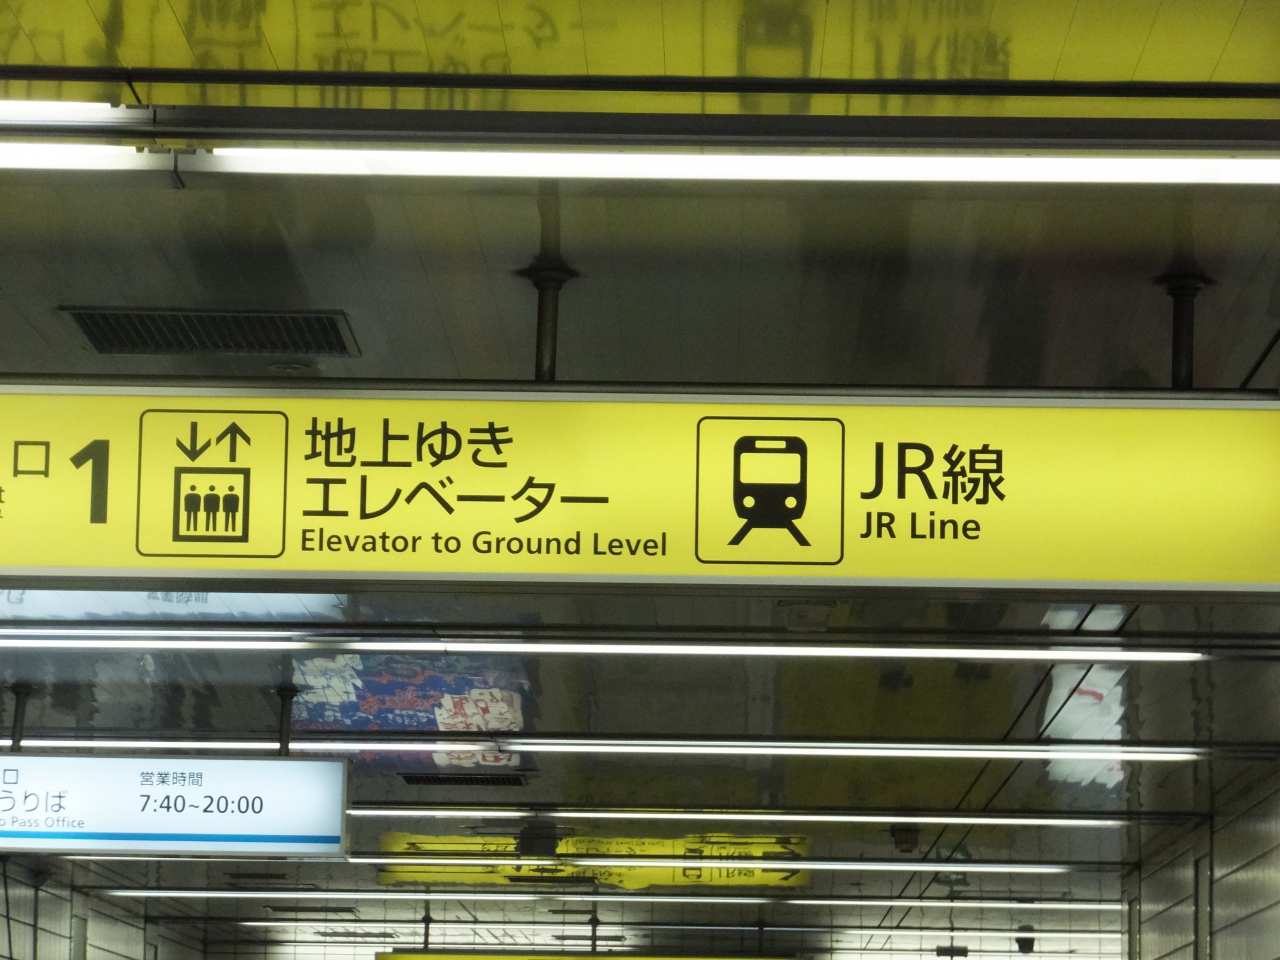 口1
地上ゆき
エレベーター
Elevator to Ground Level
JR線
JR Line
口
うりば
Pass Office
営業時間
7:40~20:00